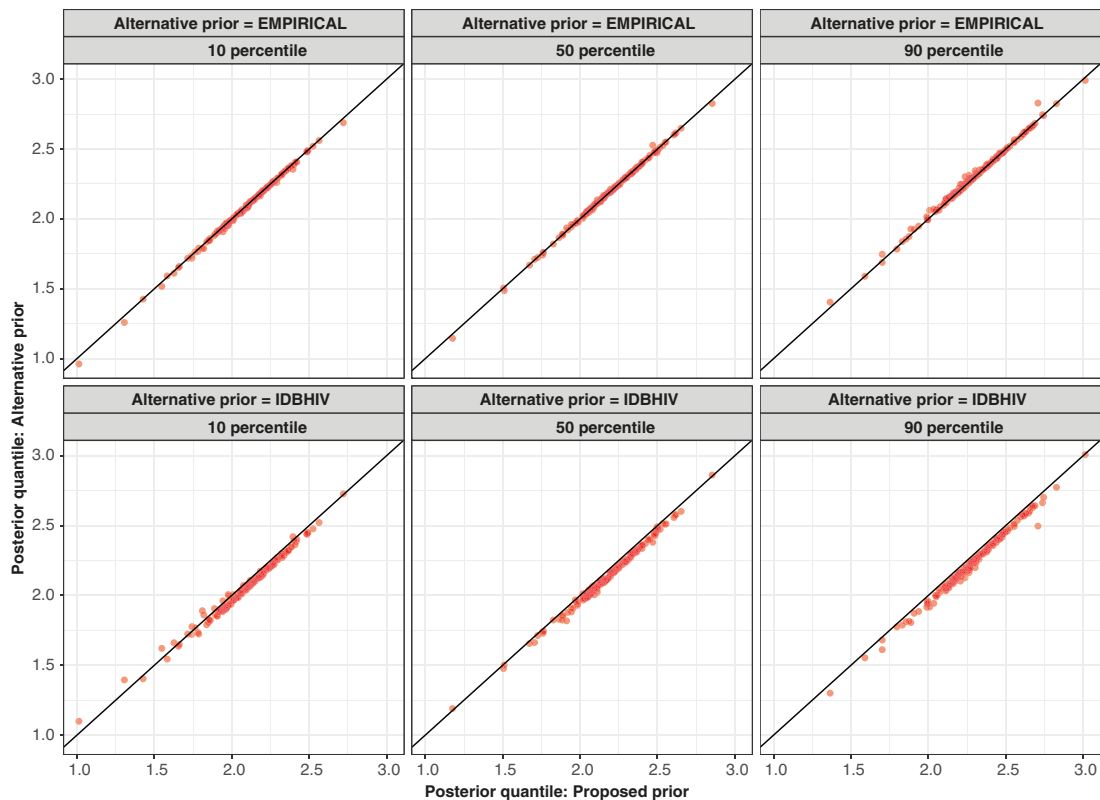 Alternative prior = EMPIRICAL
Alternative prior = EMPIRICAL
Alternative prior = EMPIRICAL
10 percentile
50 percentile
90 percentile
3.0
2.5
2.0
1.5
1.0
Alternative prior = IDBHIV
Alternative prior = IDBHIV
Alternative prior = IDBHIV
10 percentile
50 percentile
90 percentile
3.0
2.5
2.0
1.5
1.0
1.0 1.5 2.0 2.5 3.0
1.0 1.5 2.0 2.5 3.0
1.0 1.5 2.0 2.5 3.0
Posterior quantile: Alternative prior
Posterior quantile: Proposed prior